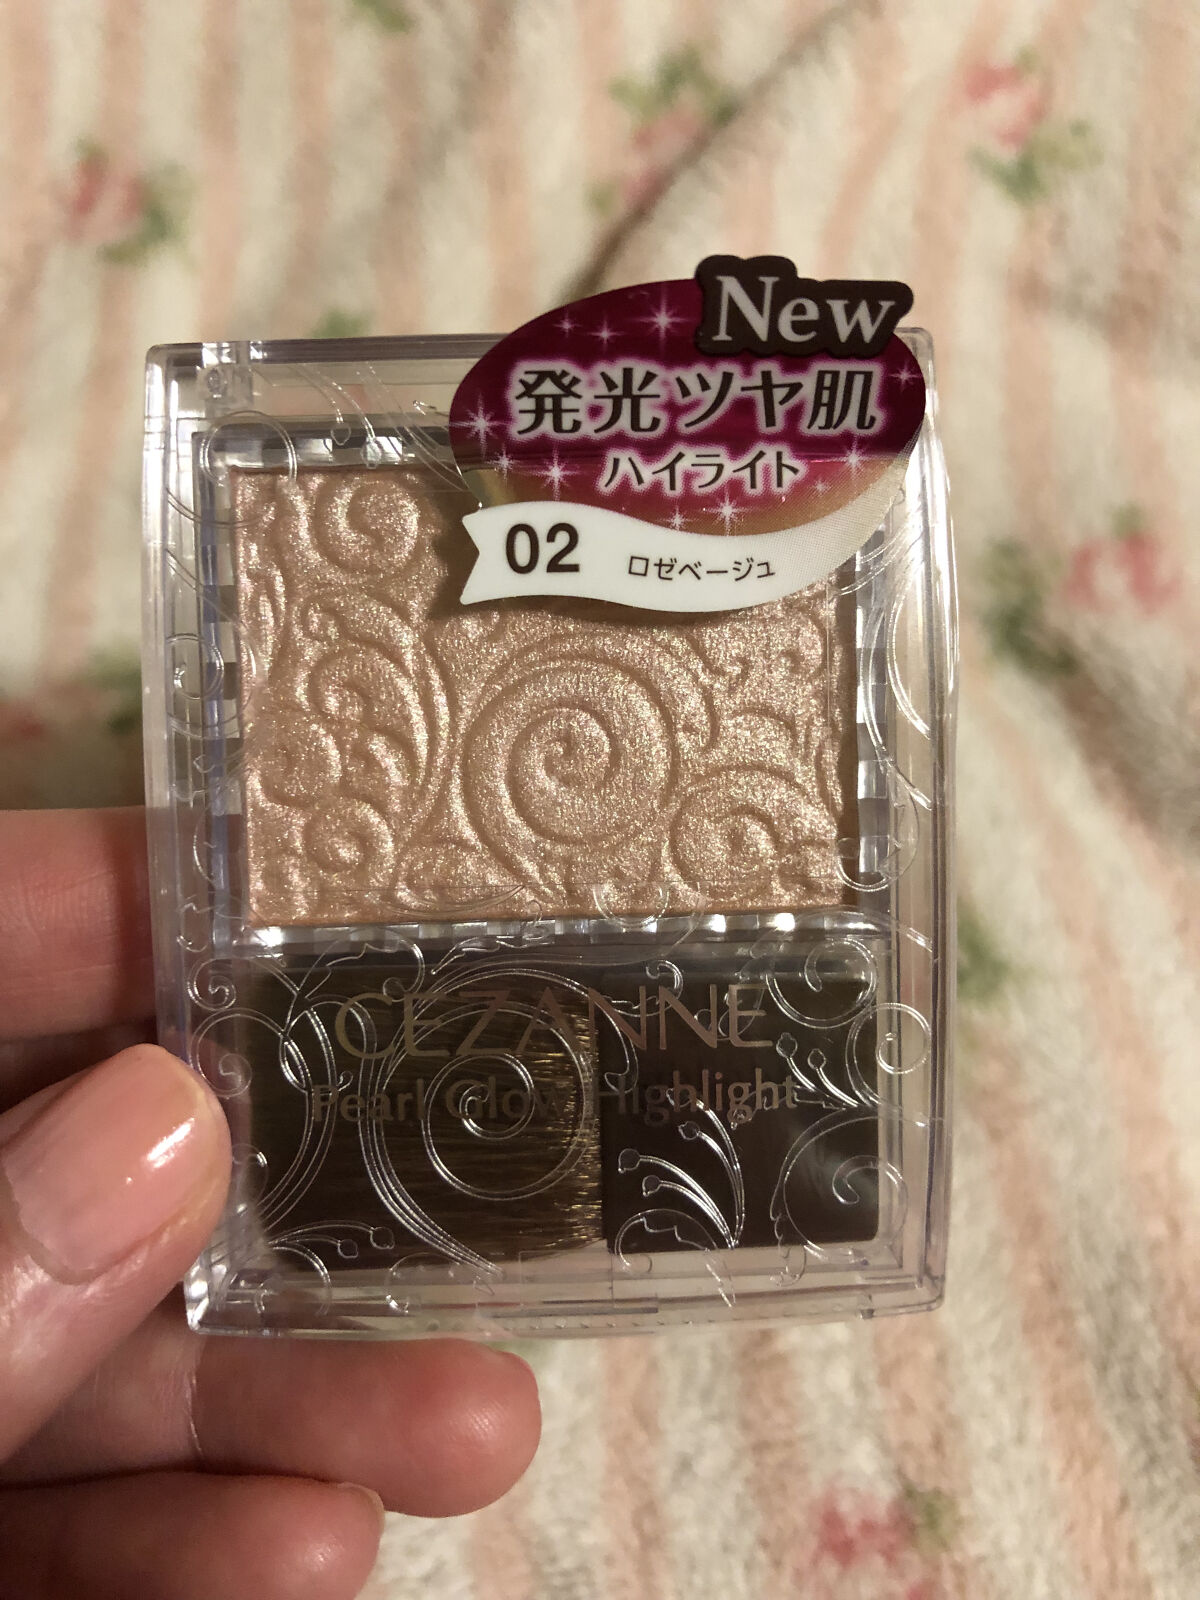 New
発光ツヤ肌
ハイライト
02 ロゼベージュ
CEZANNE
Pearl Glow Highlight